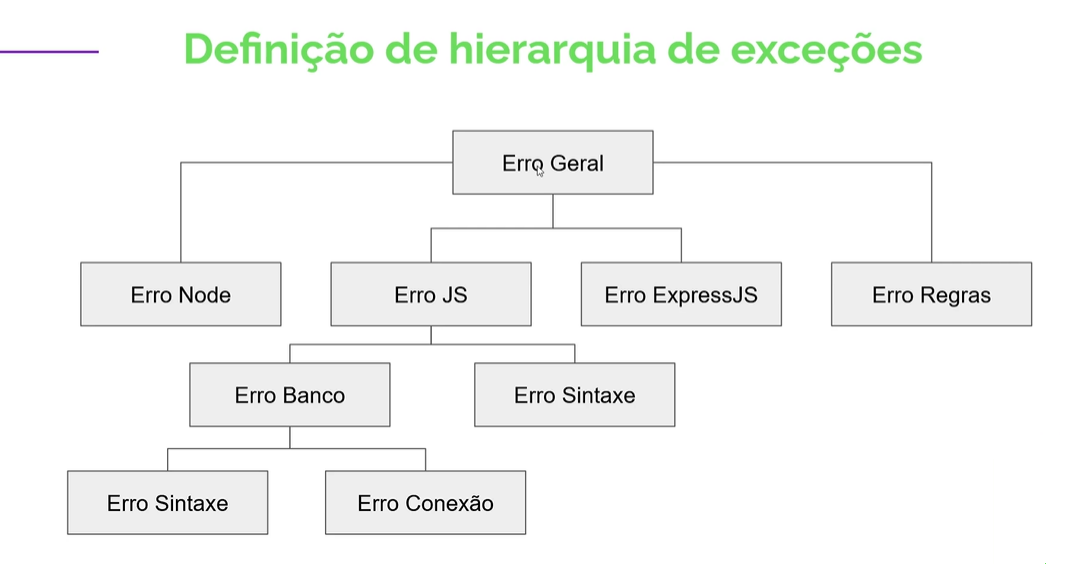 Definição de hierarquia de exceções
Erro Geral
Erro Node
Erro JS
Erro ExpressJS
Erro Regras
Erro Banco
Erro Sintaxe
Erro Sintaxe
Erro Conexão